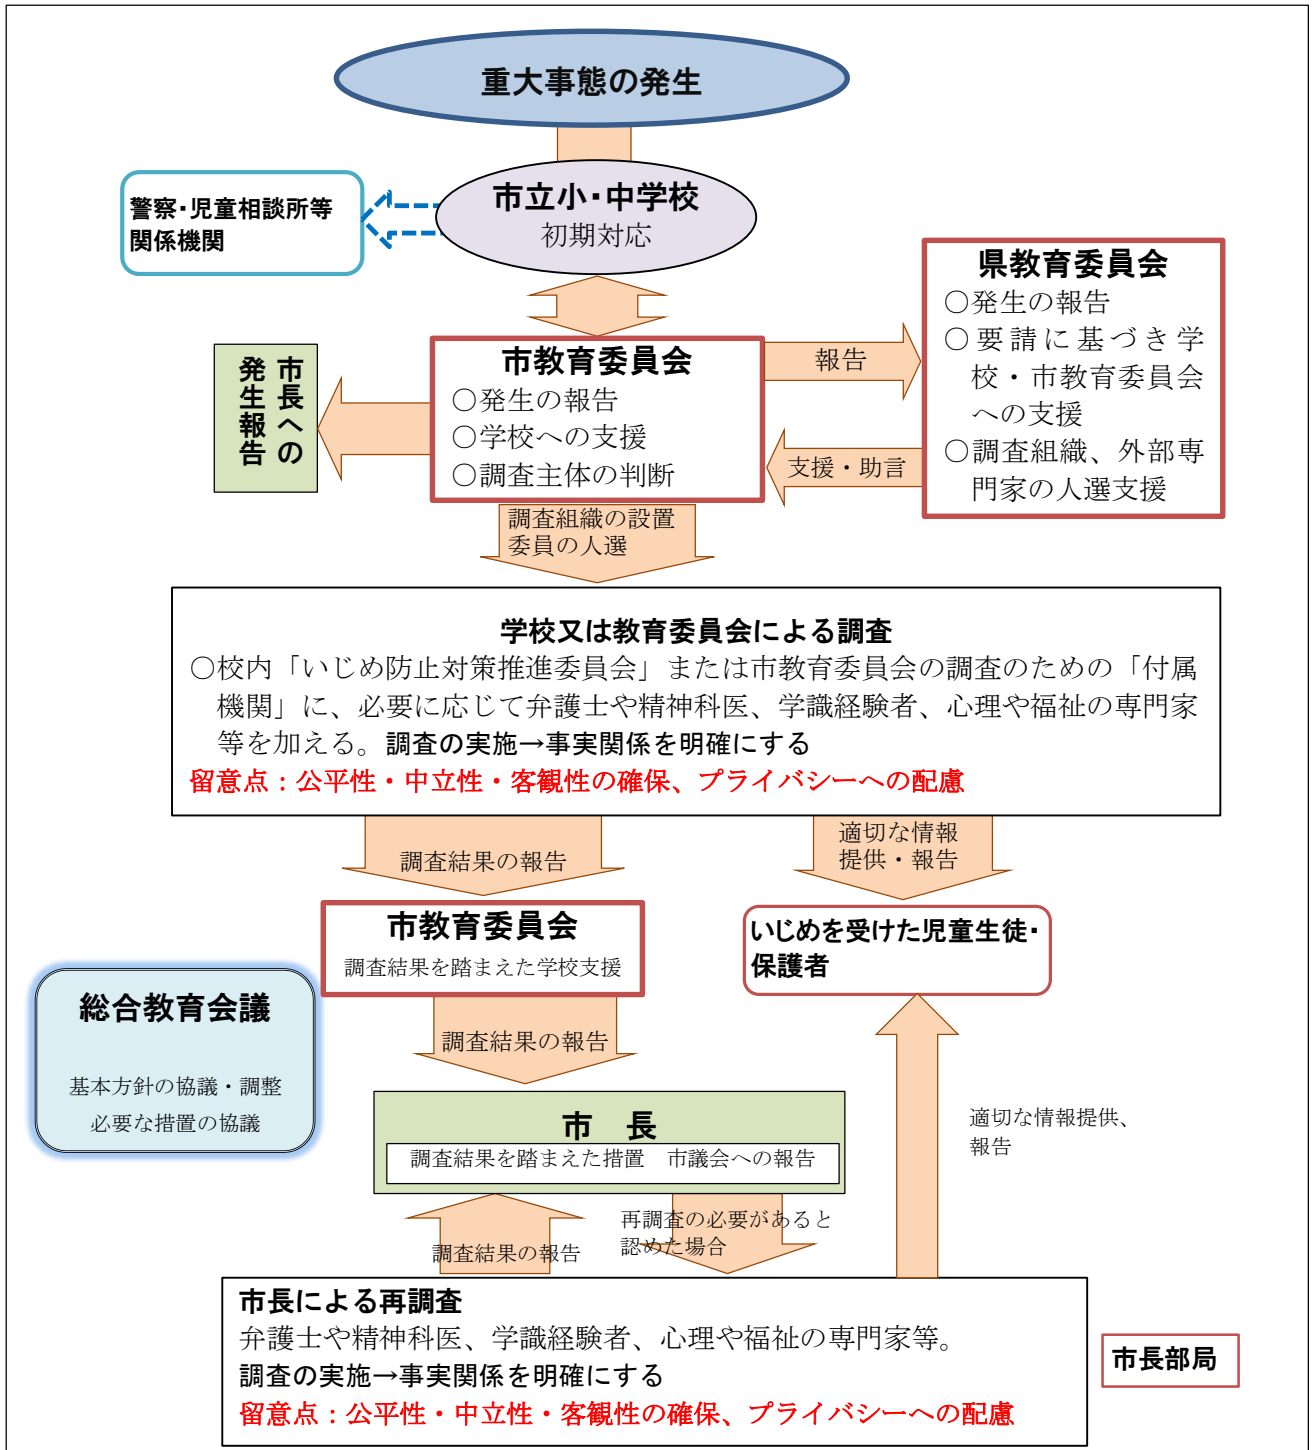 重大事態の発生
市立小・中学校
初期対応
警察・児童相談所等
関係機関
県教育委員会
○発生の報告
○要請に基づき学
校・市教育委員会
への支援
○調査組織、外部専
門家の人選支援
市教育委員会
○発生の報告
○学校への支援
○調査主体の判断
報告
支援・助言
市長への
発生報告
調査組織の設置
委員の人選
学校又は教育委員会による調査
○校内「いじめ防止対策推進委員会」または市教育委員会の調査のための「付属
機関」に、必要に応じて弁護士や精神科医、学識経験者、心理や福祉の専門家
等を加える。調査の実施→事実関係を明確にする
留意点：公平性・中立性・客観性の確保、プライバシーへの配慮
調査結果の報告
適切な情報
提供・報告
市教育委員会
調査結果を踏まえた学校支援
いじめを受けた児童生徒・
保護者
総合教育会議
基本方針の協議・調整
必要な措置の協議
調査結果の報告
市　長
調査結果を踏まえた措置　市議会への報告
適切な情報提供、
報告
調査結果の報告
再調査の必要があると
認めた場合
市長による再調査
弁護士や精神科医、学識経験者、心理や福祉の専門家等。
調査の実施→事実関係を明確にする
留意点：公平性・中立性・客観性の確保、プライバシーへの配慮
市長部局